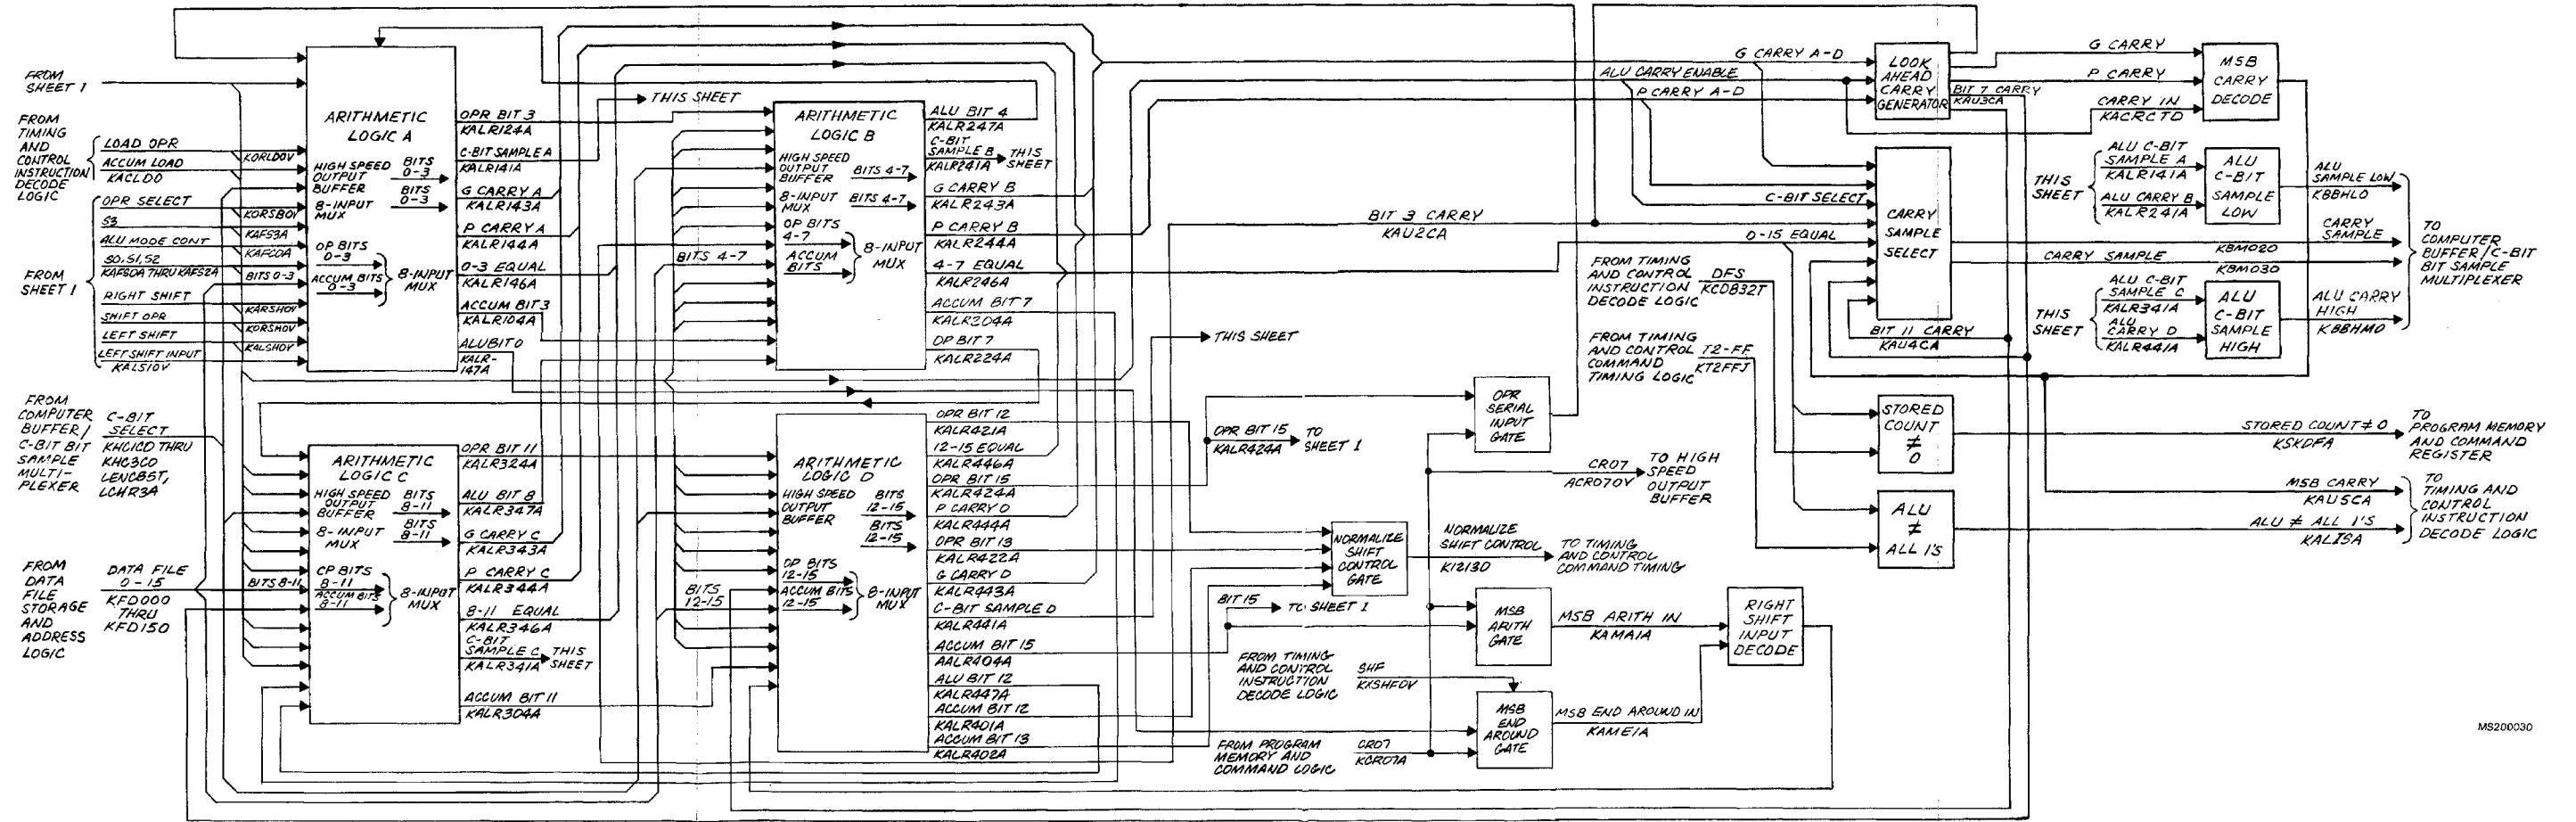 FROM
SHEET 1
FROM
TIMING
AND
CONTROL
INSTRUCTION
DECODE
LOGIC
LOAD OPR
KORLDOV
ACCUM LOAD
KACLDO
FROM
SHEET 1
OPR SELECT
KORSBOV
S3
KAFS3A
ALU MODE CONT
KAFCOA
S0,S1,S2
KAFSOA THRU KAFS2A
BITS 0-3
RIGHT SHIFT
KARSHOV
SHIFT OPR
KORSHOV
LEFT SHIFT
KALSHOV
LEFT SHIFT INPUT
KALSIOV
FROM
COMPUTER
BUFFER/
C-BIT BIT
SAMPLE
MULTI-
PLEXER
C-BIT
SELECT
KHCICD THRU
KHC3CO
LENCBST,
LCHR3A
FROM
DATA
FILE
STORAGE
AND
ADDRESS
LOGIC
DATA FILE
0-15
KFD000
THRU
KFD150
BITS 8-11
ARITHMETIC
LOGIC A
HIGH SPEED
OUTPUT
BUFFER
BITS
0-3
8-INPUT
MUX
BITS
0-3
OP BITS
0-3
ACCUM BITS
0-3
8-INPUT
MUX
OPR BIT 3
KALR124A
C-BIT SAMPLE A
KALR141A
G CARRY A
KALR143A
P CARRY A
KALR144A
0-3 EQUAL
KALR146A
ACCUM BIT 3
KALR104A
ALU BIT 0
KALR-
147A
THIS SHEET
ARITHMETIC
LOGIC C
HIGH SPEED
OUTPUT
BUFFER
BITS
8-11
8-INPUT
MUX
BITS
8-11
CP BITS
8-11
ACCUM BITS
8-11
8-INPUT
MUX
OPR BIT 11
KALR324A
ALU BIT 8
KALR347A
G CARRY C
KALR343A
P CARRY C
KALR344A
8-11 EQUAL
KALR346A
C-BIT
SAMPLE C
KALR341A
THIS
SHEET
ACCUM BIT 11
KALR304A
BITS 4-7
ARITHMETIC
LOGIC B
HIGH SPEED
OUTPUT
BUFFER
BITS 4-7
8-INPUT
MUX
BITS 4-7
OP BITS
4-7
ACCUM
BITS
8-INPUT
MUX
ALU BIT 4
KALR247A
C-BIT
SAMPLE B
KALR241A
THIS
SHEET
G CARRY B
KALR243A
P CARRY B
KALR244A
4-7 EQUAL
KALR246A
ACCUM BIT 7
KALR204A
OP BIT 7
KALR224A
BITS
12-15
ARITHMETIC
LOGIC D
HIGH SPEED
OUTPUT
BUFFER
BITS
12-15
BITS
12-15
OP BITS
12-15
ACCUM BITS
12-15
8-INPUT
MUX
OPR BIT 12
KALR421A
12-15 EQUAL
KALR446A
OPR BIT 15
KALR424A
P CARRY D
KALR444A
OPR BIT 13
KALR422A
G CARRY D
KALR443A
C-BIT SAMPLE D
KALR441A
ACCUM BIT 15
AALR404A
ALU BIT 12
KALR447A
ACCUM BIT 12
KALR401A
ACCUM BIT 13
KALR402A
THIS SHEET
OPR BIT 15
KALR424A
TO
SHEET 1
BIT 15
TO SHEET 1
FROM TIMING
AND CONTROL
INSTRUCTION
DECODE LOGIC
SHF
KXSHFOV
FROM PROGRAM
MEMORY AND
COMMAND LOGIC
CR07
KCR07A
BIT 3 CARRY
KAU2CA
OPR
SERIAL
INPUT
GATE
NORMALIZE
SHIFT
CONTROL
GATE
NORMALIZE
SHIFT CONTROL
K1213D
TO TIMING
AND CONTROL
COMMAND TIMING
CR07
ACR070V
TO HIGH
SPEED
OUTPUT
BUFFER
MSB
ARITH
GATE
MSB ARITH IN
KAMA1A
MSB
END
AROUND
GATE
MSB END AROUND IN
KAME1A
RIGHT
SHIFT
INPUT
DECODE
FROM TIMING
AND CONTROL
INSTRUCTION
DECODE LOGIC
DFS
KCDB32T
FROM TIMING
AND CONTROL
COMMAND
TIMING LOGIC
T2-FF
KT2FFJ
G CARRY A-D
ALU CARRY ENABLE
P CARRY A-D
C-BIT SELECT
0-15 EQUAL
LOOK
AHEAD
CARRY
GENERATOR
BIT 7 CARRY
KAU3CA
G CARRY
P CARRY
CARRY IN
KACRCTD
MSB
CARRY
DECODE
CARRY
SAMPLE
SELECT
BIT 11 CARRY
KAU4CA
THIS
SHEET
ALU C-BIT
SAMPLE A
KALR141A
ALU CARRY B
KALR241A
ALU
C-BIT
SAMPLE
LOW
ALU
SAMPLE LOW
KBBHLO
CARRY
SAMPLE
KBM020
CARRY SAMPLE
KBM030
THIS
SHEET
ALU C-BIT
SAMPLE C
KALR341A
ALU
CARRY D
KALR441A
ALU
C-BIT
SAMPLE
HIGH
ALU CARRY
HIGH
KBBHMO
TO
COMPUTER
BUFFER/C-BIT
BIT SAMPLE
MULTIPLEXER
STORED
COUNT
≠
0
STORED COUNT ≠ 0
KSKDFA
TO
PROGRAM MEMORY
AND COMMAND
REGISTER
ALU
≠
ALL 1'S
MSB CARRY
KAU5CA
ALU ≠ ALL 1'S
KALISA
TO
TIMING AND
CONTROL
INSTRUCTION
DECODE LOGIC
MS200030